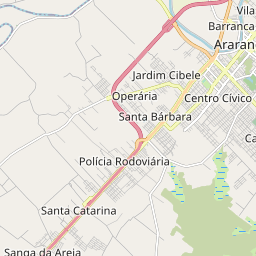 Vila
Barranca
Ararang
Jardim Cibele
Operária
Centro Cívico
Santa Bárbara
Ca
Polícia Rodoviária
Santa Catarina
Sanga da Areia